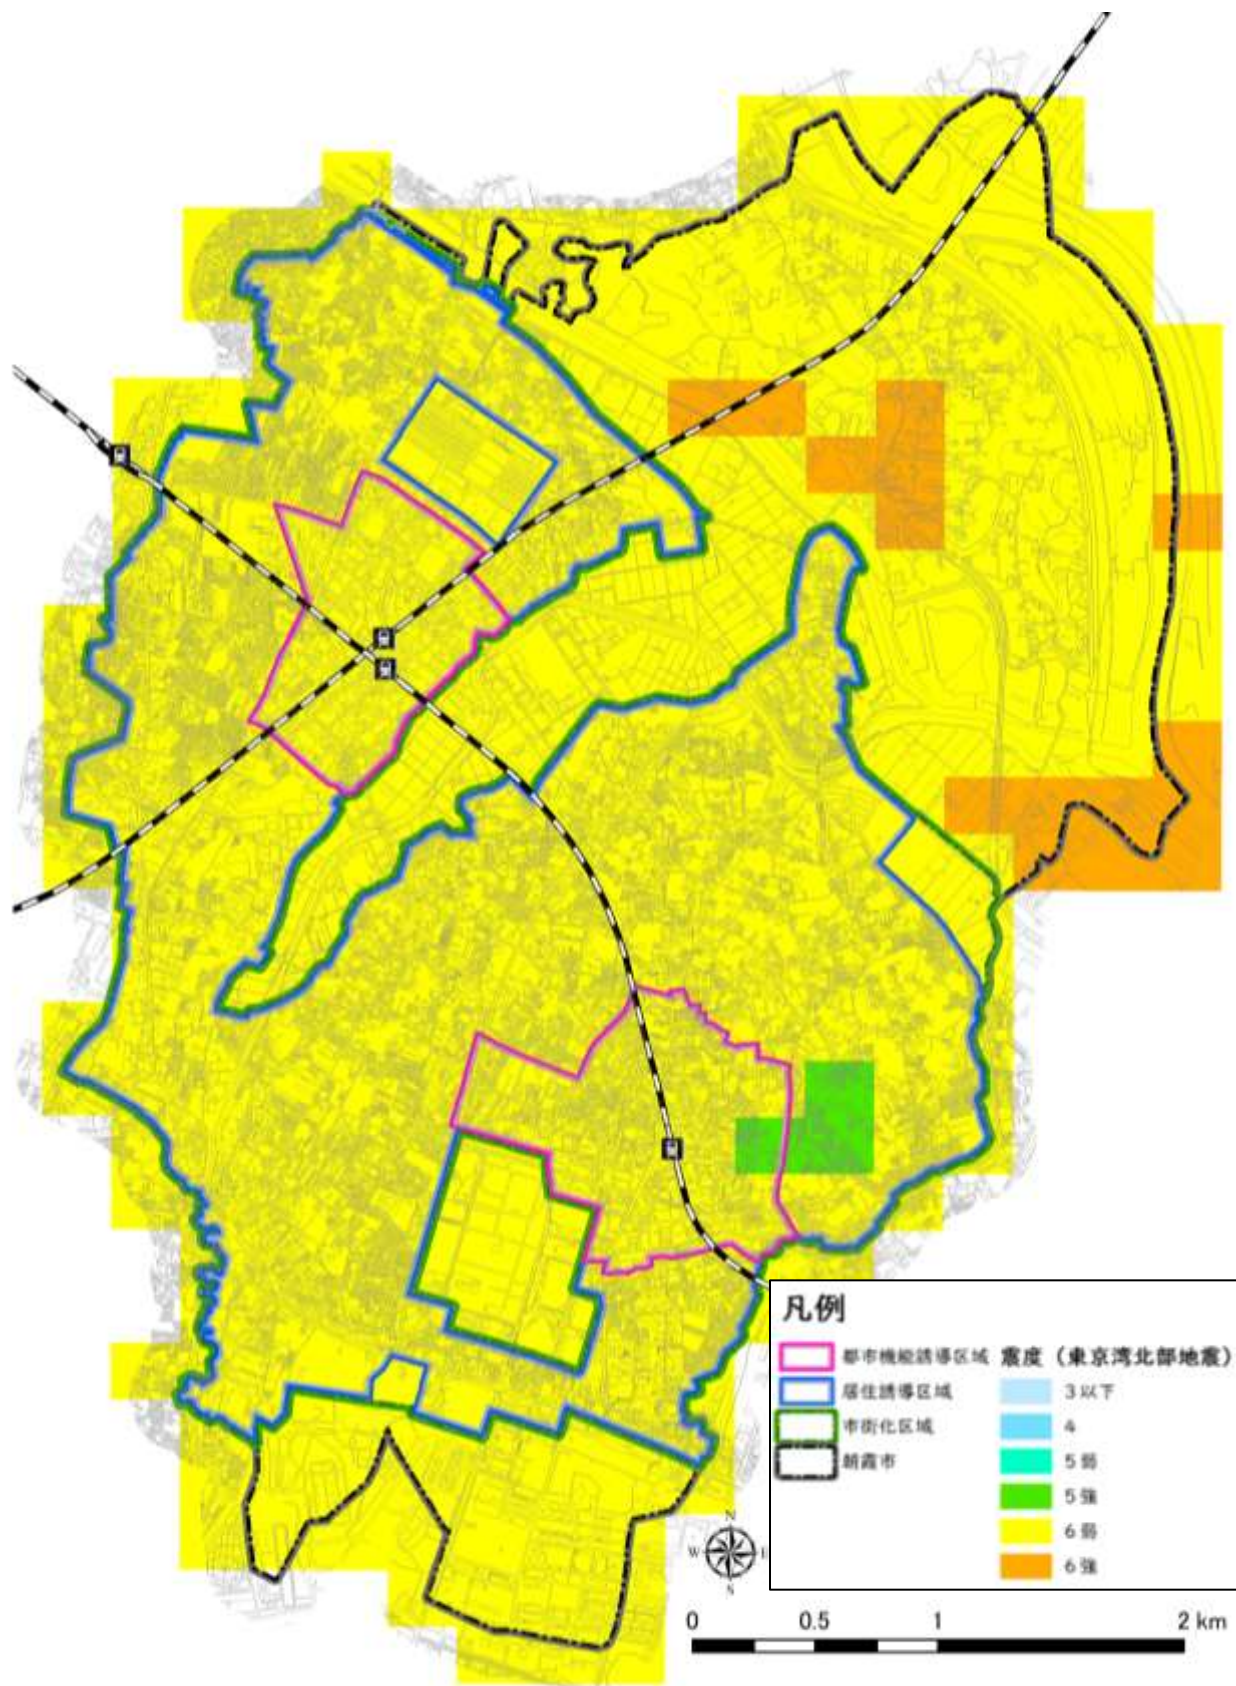 凡例
都市機能誘導区域 震度（東京湾北部地震）
居住誘導区域 3以下
市街化区域 4
朝霞市 5弱
5強
6弱
6強
N
W E
S
0 0.5 1 2 km